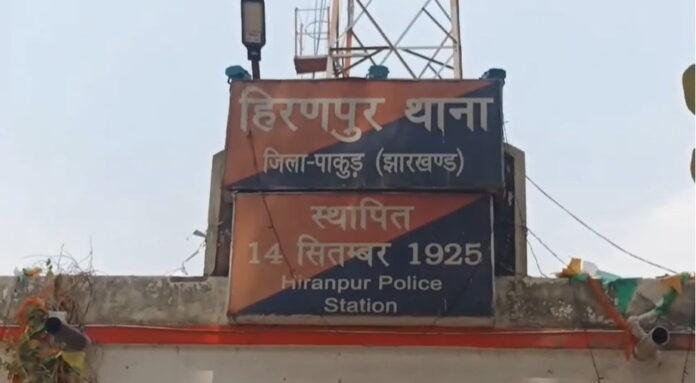 हिरणपुर थाना
जिला-पाकुड़ (झारखण्ड)
स्थापित
14 सितम्बर 1925
Hiranpur Police
Station